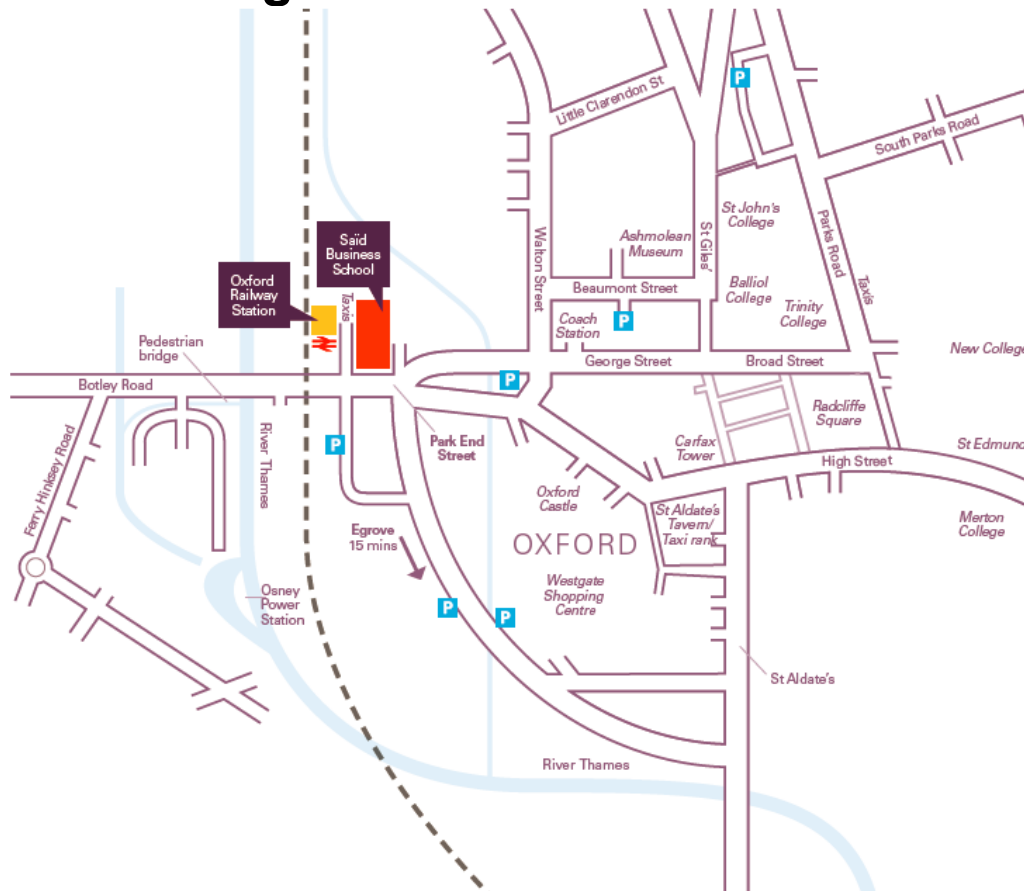 Little Clarendon St
P
South Parks Road
St John's
College
Parks Road
Taxis
Walton Street
St Giles'
Ashmolean
Museum
Saïd
Business
School
Oxford
Railway
Station
Taxis
Beaumont Street
Balliol
College
Trinity
College
Coach
Station
P
Pedestrian
bridge
George Street
Broad Street
New College
Botley Road
P
Radcliffe
Square
Park End
Street
Carfax
Tower
St Edmund
High Street
P
River Thames
Ferry Hinksey Road
Oxford
Castle
St Aldate's
Tavern/
Taxi rank
Merton
College
Egrove
15 mins
OXFORD
Westgate
Shopping
Centre
Osney
Power
Station
P
P
St Aldate's
River Thames